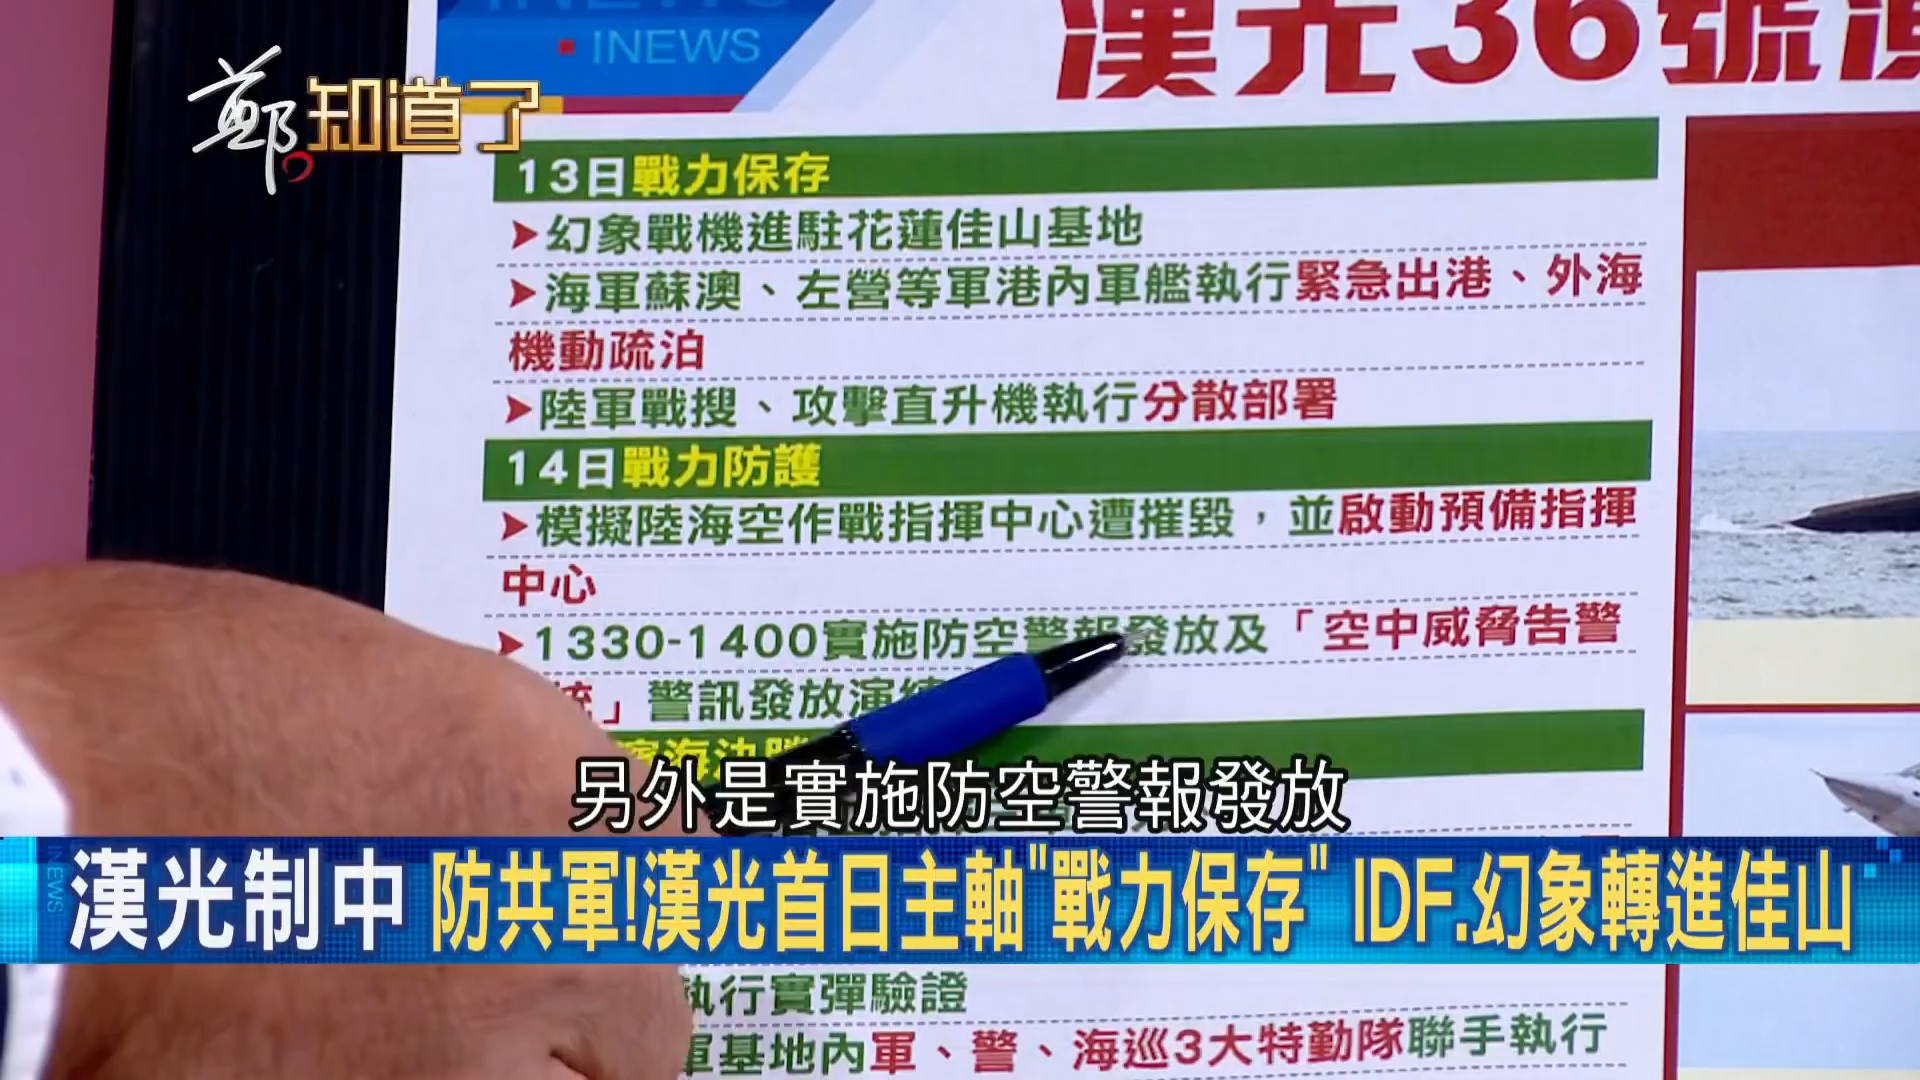 INEWS
漢光36號
鄭知道了
13日戰力保存
➤幻象戰機進駐花蓮佳山基地
➤海軍蘇澳、左營等軍港內軍艦執行緊急出港、外海
機動疏泊
➤陸軍戰搜、攻擊直升機執行分散部署
14日戰力防護
➤模擬陸海空作戰指揮中心遭摧毀，並啟動預備指揮
中心
➤1330-1400實施防空警報發放及「空中威脅告警
統」警訊發放演練
濱海決勝
另外是實施防空警報發放
INEWS
漢光制中 防共軍!漢光首日主軸"戰力保存" IDF.幻象轉進佳山
執行實彈驗證
軍基地內軍、警、海巡3大特勤隊聯手執行